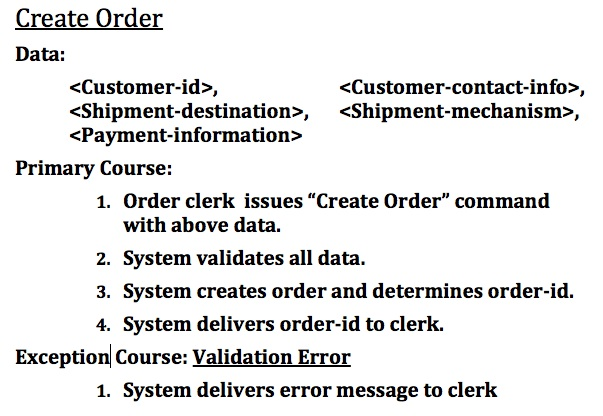 Create Order
Data:
<Customer-id>, <Customer-contact-info>,
<Shipment-destination>, <Shipment-mechanism>,
<Payment-information>
Primary Course:
1. Order clerk issues “Create Order” command
with above data.
2. System validates all data.
3. System creates order and determines order-id.
4. System delivers order-id to clerk.
Exception Course: Validation Error
1. System delivers error message to clerk